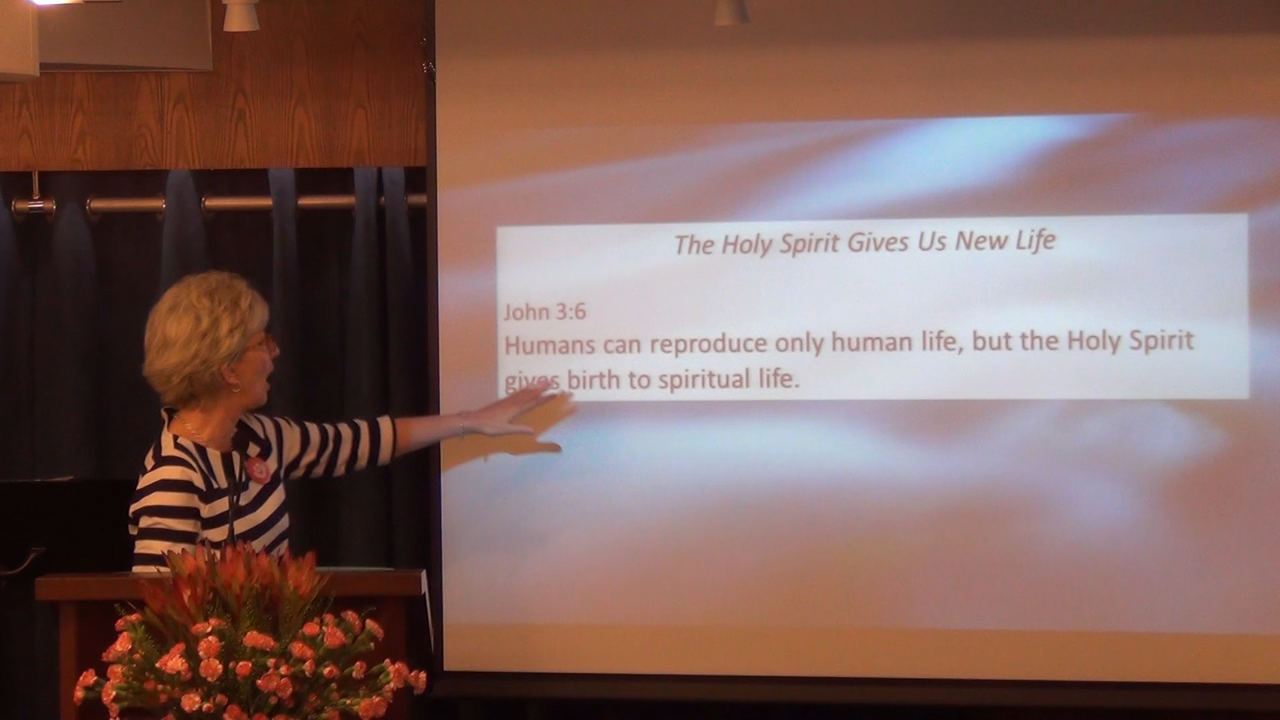 The Holy Spirit Gives Us New Life
John 3:6
Humans can reproduce only human life, but the Holy Spirit
gives birth to spiritual life.